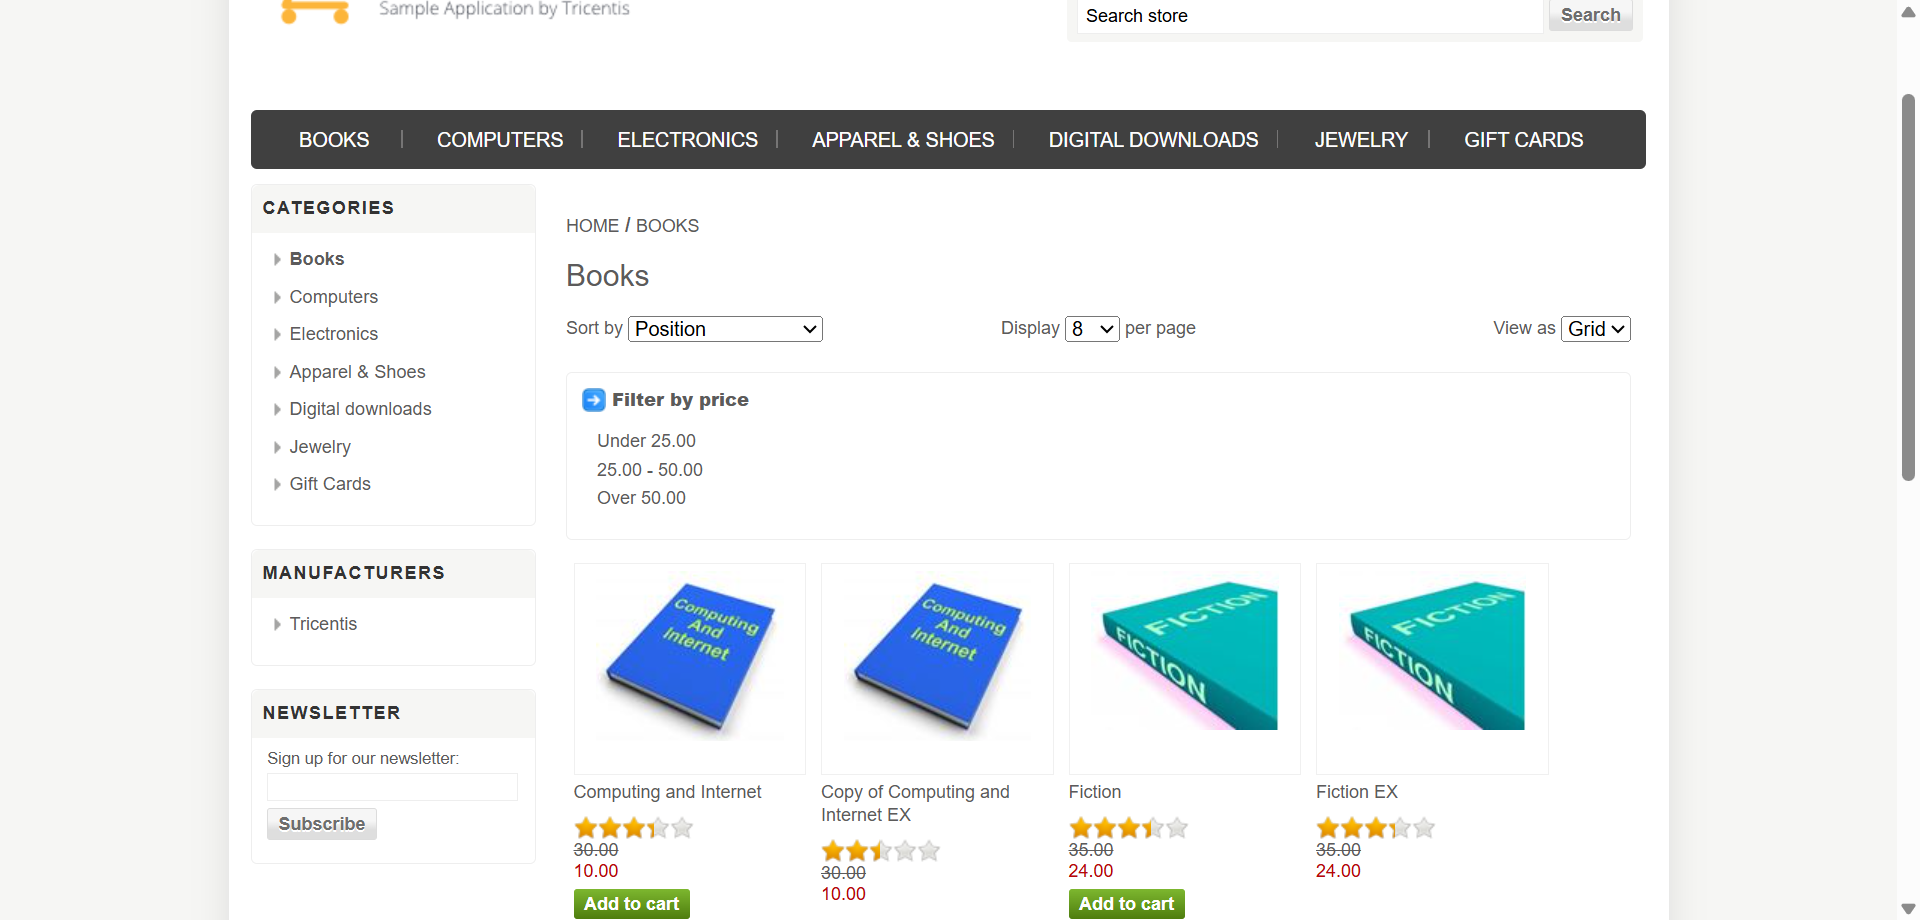 Sample Application by Tricentis
Search store
Search
BOOKS
COMPUTERS
ELECTRONICS
APPAREL & SHOES
DIGITAL DOWNLOADS
JEWELRY
GIFT CARDS
CATEGORIES
Books
Computers
Electronics
Apparel & Shoes
Digital downloads
Jewelry
Gift Cards
MANUFACTURERS
Tricentis
NEWSLETTER
Sign up for our newsletter:
Subscribe
HOME / BOOKS
Books
Sort by Position
Display 8 per page
View as Grid
Filter by price
Under 25.00
25.00 - 50.00
Over 50.00
Computing
And
Internet
Computing and Internet
30.00
10.00
Add to cart
Computing
And
Internet
Copy of Computing and
Internet EX
30.00
10.00
FICTION
FICTION
Fiction
35.00
24.00
Add to cart
FICTION
FICTION
Fiction EX
35.00
24.00